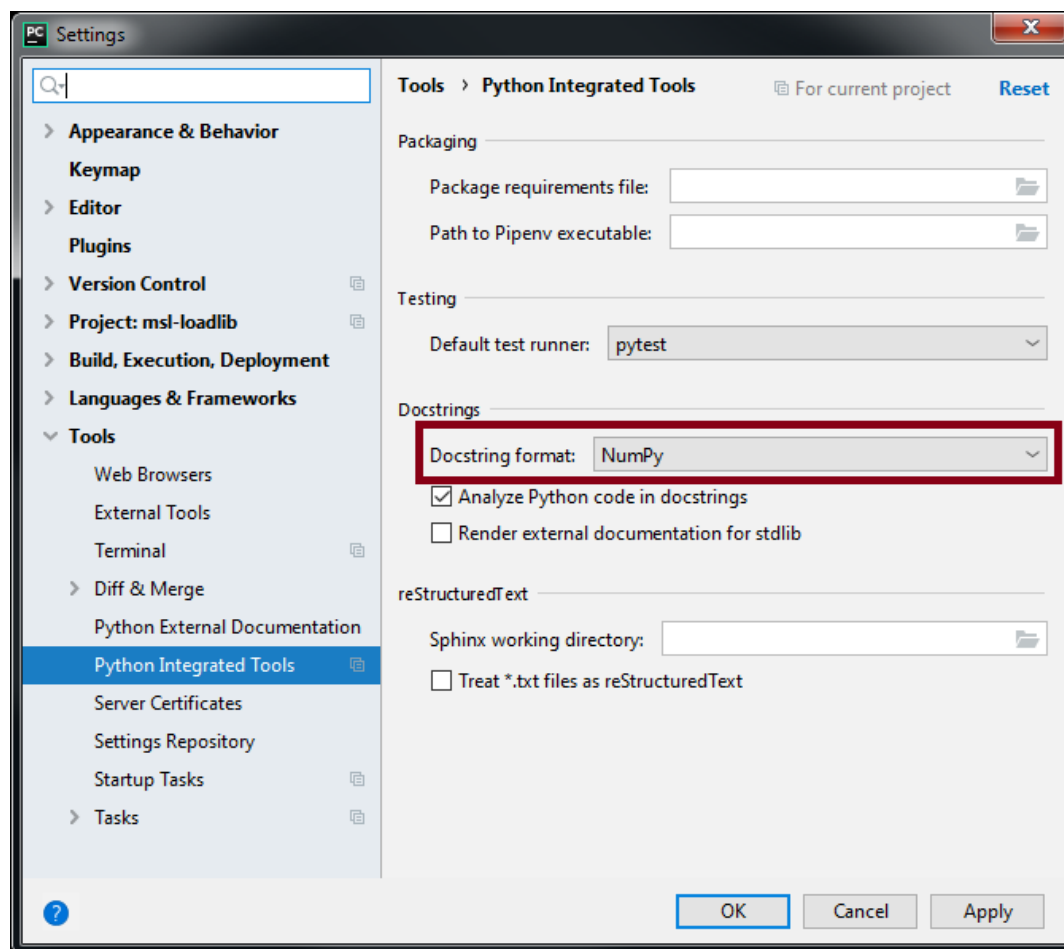 PC Settings
Appearance & Behavior
Keymap
Editor
Plugins
Version Control
Project: msl-loadlib
Build, Execution, Deployment
Languages & Frameworks
Tools
Web Browsers
External Tools
Terminal
Diff & Merge
Python External Documentation
Python Integrated Tools
Server Certificates
Settings Repository
Startup Tasks
Tasks
?
Tools › Python Integrated Tools For current project Reset
Packaging
Package requirements file:
Path to Pipenv executable:
Testing
Default test runner: pytest
Docstrings
Docstring format: NumPy
Analyze Python code in docstrings
Render external documentation for stdlib
reStructuredText
Sphinx working directory:
Treat *.txt files as reStructuredText
OK Cancel Apply